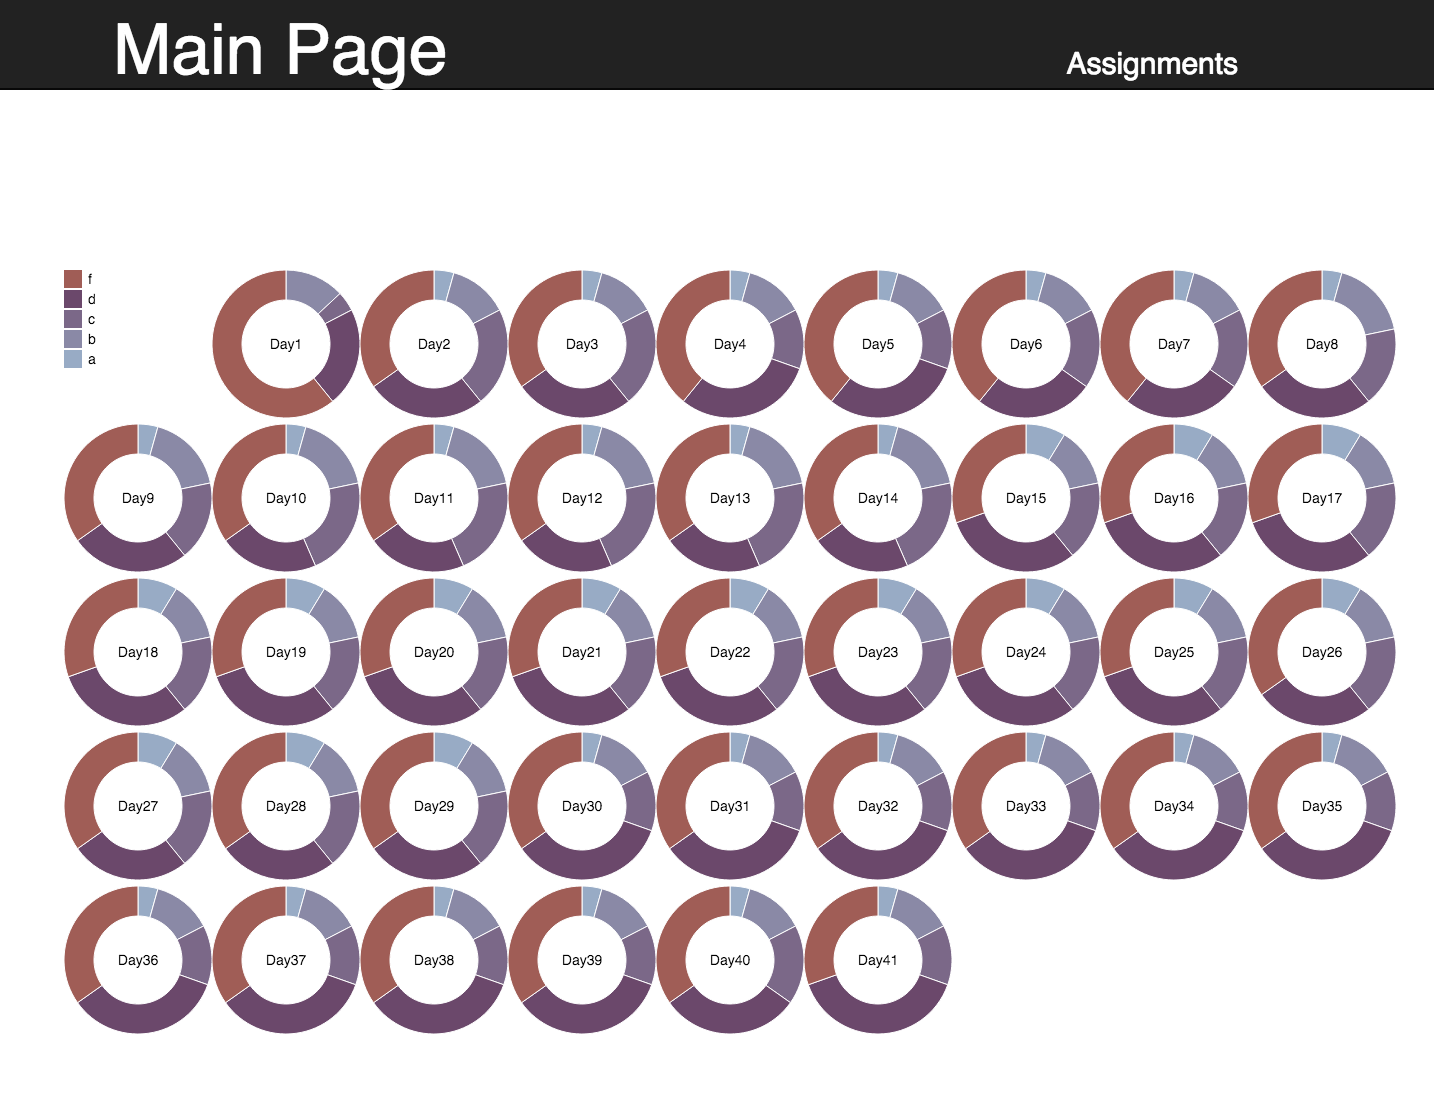 Main Page
Assignments
f
d
c
b
a
Day1 Day2 Day3 Day4 Day5 Day6 Day7 Day8
Day9 Day10 Day11 Day12 Day13 Day14 Day15 Day16 Day17
Day18 Day19 Day20 Day21 Day22 Day23 Day24 Day25 Day26
Day27 Day28 Day29 Day30 Day31 Day32 Day33 Day34 Day35
Day36 Day37 Day38 Day39 Day40 Day41